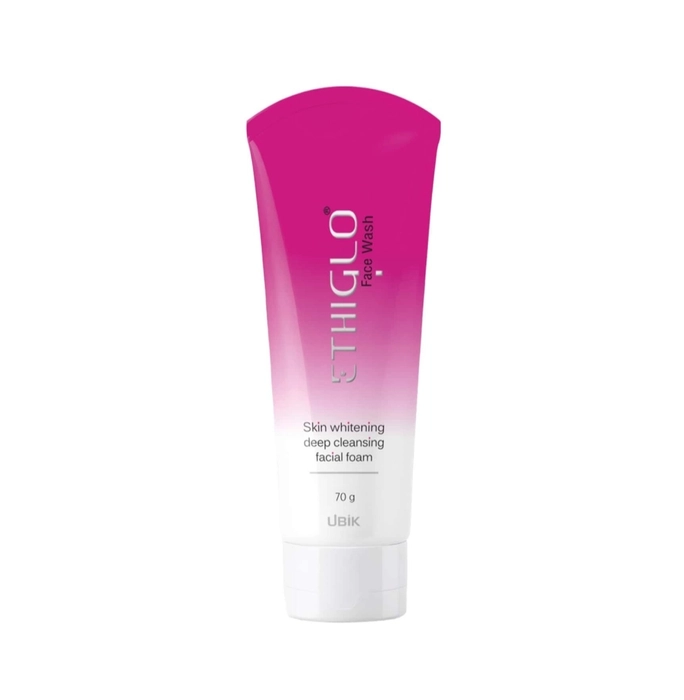 ETHIGLO®
Face Wash
Skin whitening
deep cleansing
facial foam
70 g
UBIK